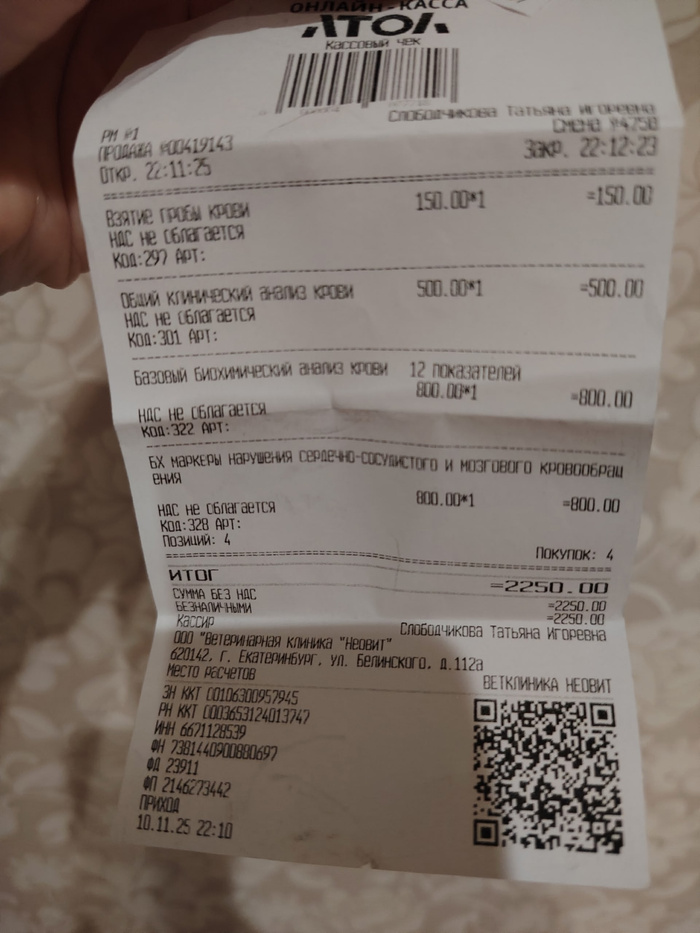 ОНЛАЙН-КАССА
АТОЛ
Кассовый чек
Слободчикова Татьяна Игоревна
РМ #1
СМЕНА #4250
ПРОДАЖА #00419143
Закр. 22:12:23
Откр. 22:11:25
Взятие пробы крови 150.00*1 =150.00
НДС не облагается
Код:297 АРТ:
Общий клинический анализ крови 500.00*1 =500.00
НДС не облагается
Код:301 АРТ:
Базовый биохимический анализ крови 12 показателей
800.00*1 =800.00
НДС не облагается
Код:322 АРТ:
БХ маркеры нарушения сердечно-сосудистого и мозгового кровообращ
ения
800.00*1 =800.00
НДС не облагается
Код:328 АРТ:
Позиций: 4
Покупок: 4
ИТОГ =2250.00
СУММА БЕЗ НДС =2250.00
БЕЗНАЛИЧНЫМИ =2250.00
Кассир Слободчикова Татьяна Игоревна
ООО "Ветеринарная клиника "Неовит"
620142, г. Екатеринбург, ул. Белинского, д.112а
Место расчетов ВЕТКЛИНИКА НЕОВИТ
ЗН ККТ 00106300957945
РН ККТ 0003653124013747
ИНН 6671128539
ФН 7381440900880697
ФД 23911
ФП 2146273442
ПРИХОД
10.11.25 22:10